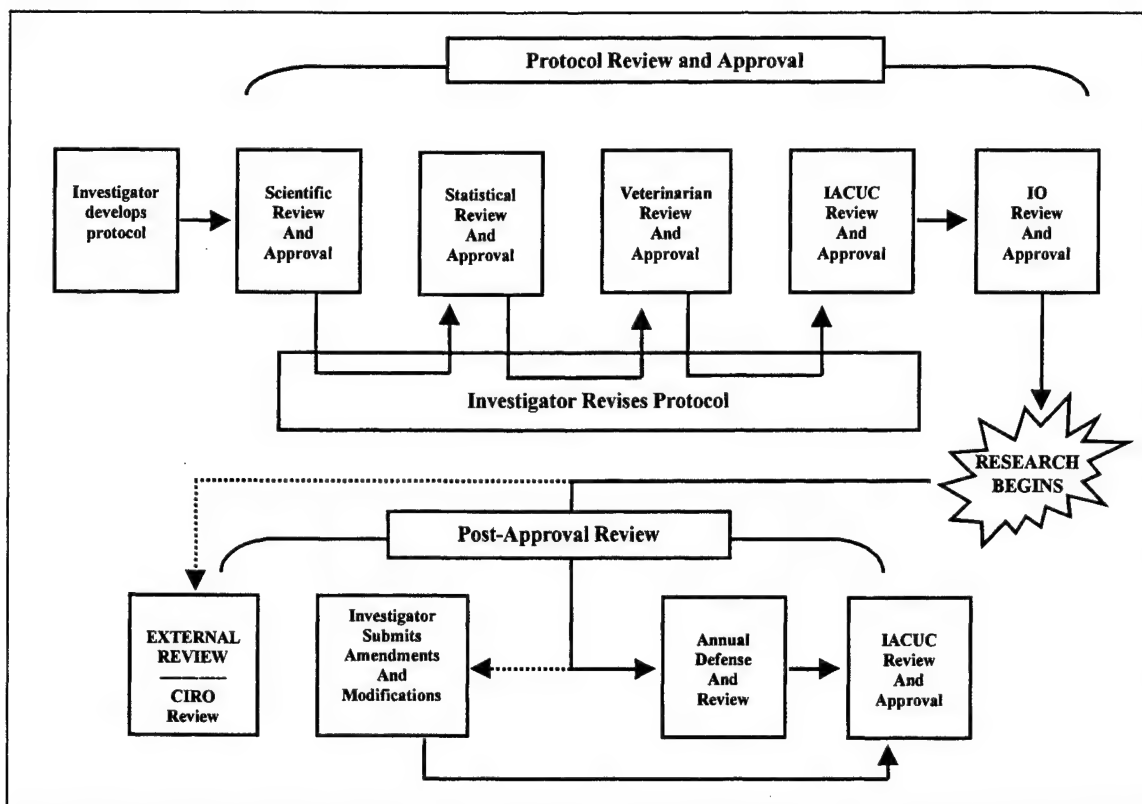 Protocol Review and Approval
Investigator
develops
protocol
Scientific
Review
And
Approval
Statistical
Review
And
Approval
Veterinarian
Review
And
Approval
IACUC
Review
And
Approval
IO
Review
And
Approval
Investigator Revises Protocol
RESEARCH
BEGINS
Post-Approval Review
EXTERNAL
REVIEW
CIRO
Review
Investigator
Submits
Amendments
And
Modifications
Annual
Defense
And
Review
IACUC
Review
And
Approval